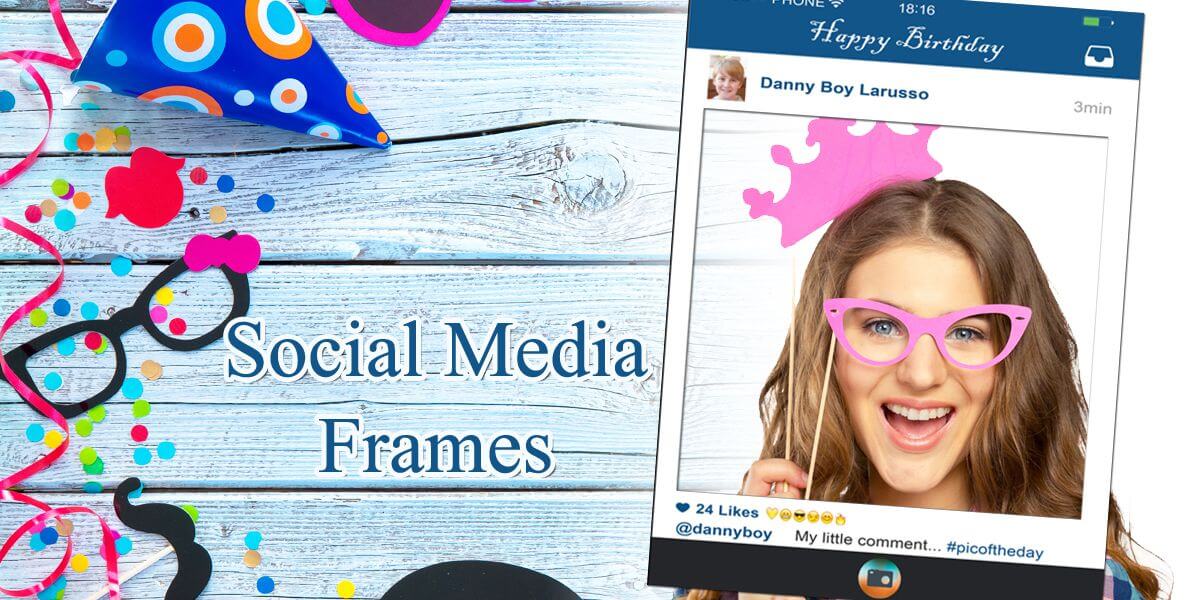 Social Media
Frames
PHONE
18:16
Happy Birthday
Danny Boy Larusso
3min
24 Likes 💛😬😎😏😊🔥
@dannyboy My little comment... #picoftheday